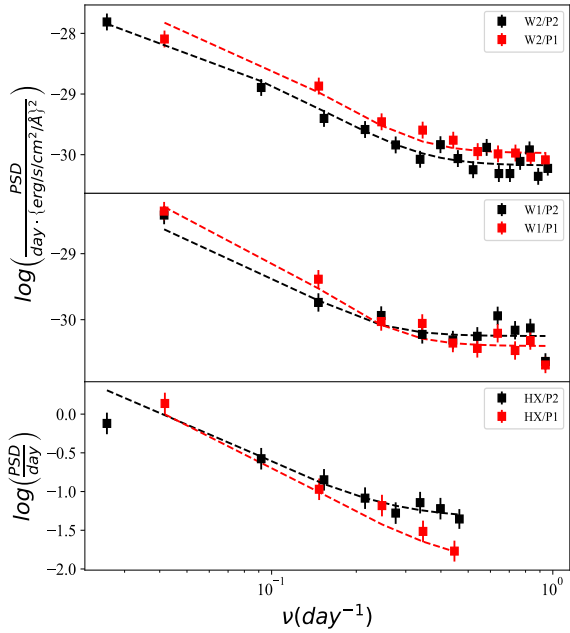 −28
−29
−30
W2/P2
W2/P1
−29
−30
W1/P2
W1/P1
0.0
−0.5
−1.0
−1.5
−2.0
HX/P2
HX/P1
log(PSD/day · {erg/s/cm²/Å}²)
log(PSD/day)
10⁻¹ 10⁰
ν(day⁻¹)